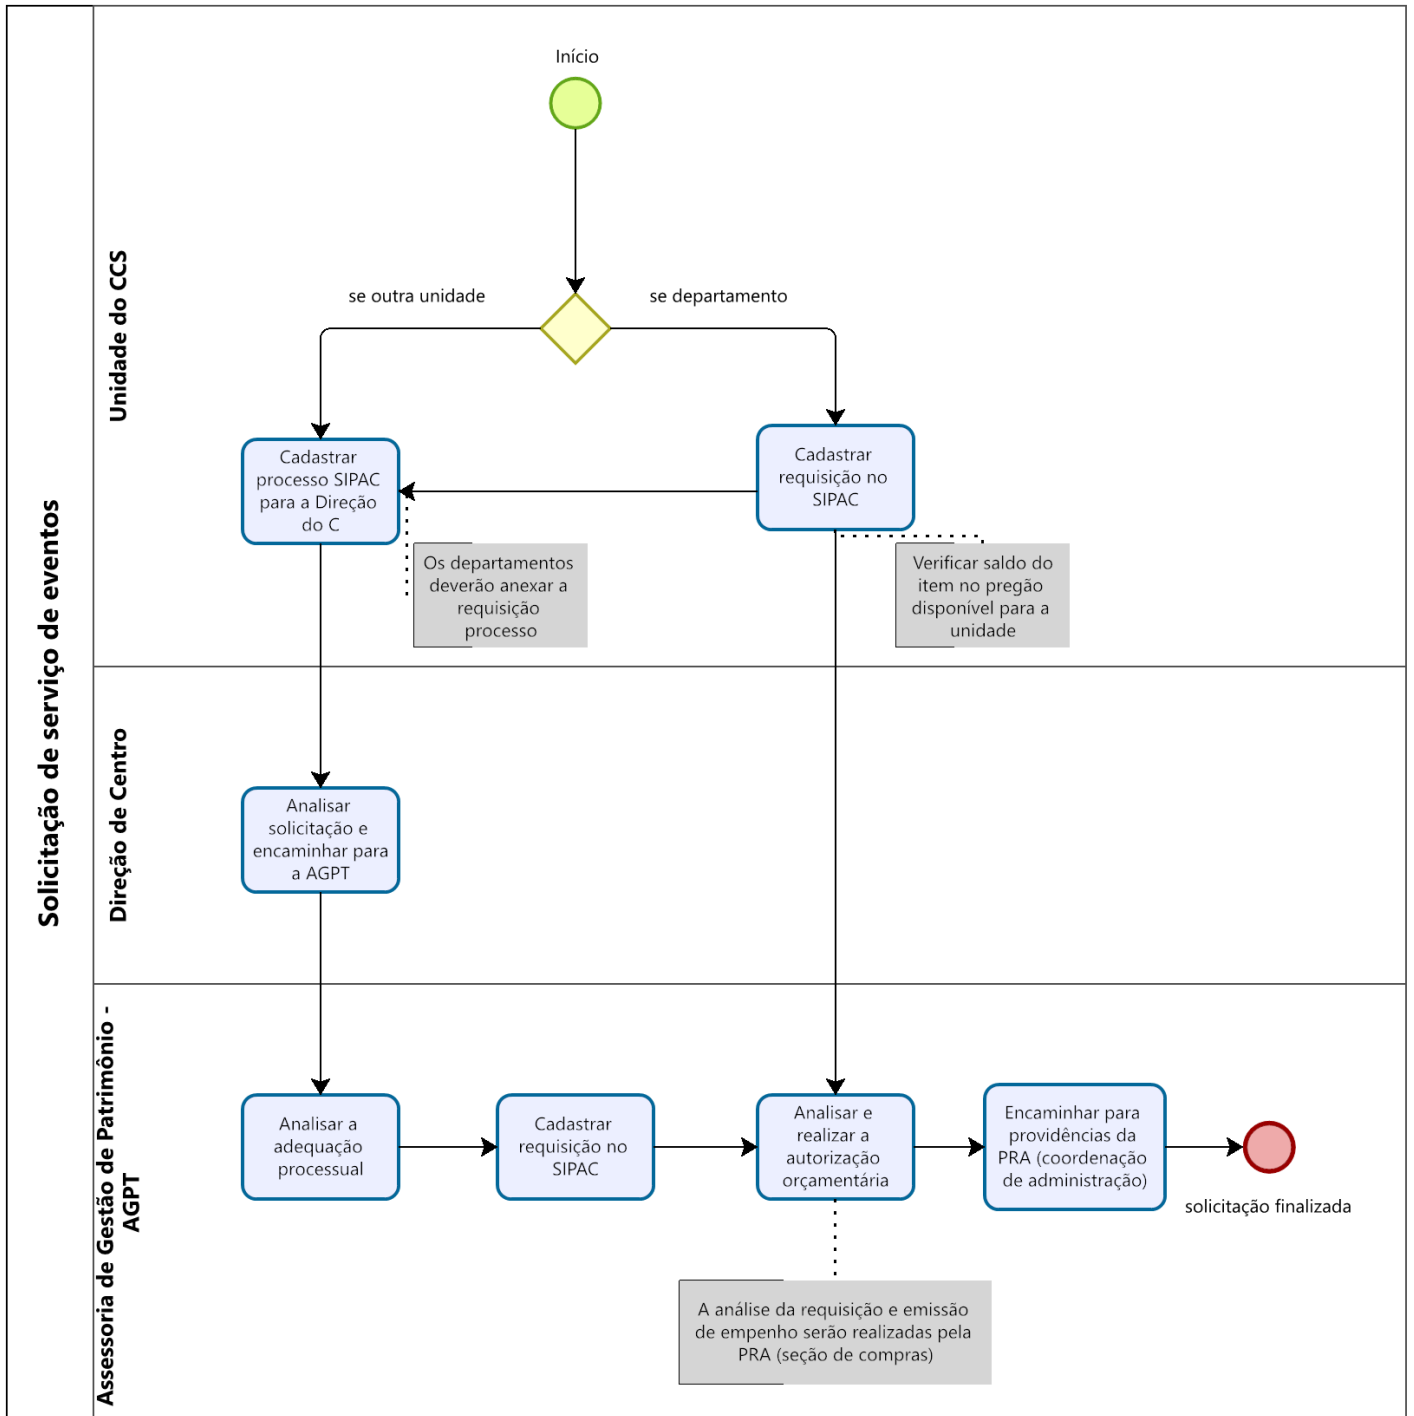 Solicitação de serviço de eventos
Unidade do CCS
Início
se outra unidade
se departamento
Cadastrar
processo SIPAC
para a Direção
do C
Cadastrar
requisição no
SIPAC
Os departamentos
deverão anexar a
requisição
processo
Verificar saldo do
item no pregão
disponível para a
unidade
Direção de Centro
Analisar
solicitação e
encaminhar para
a AGPT
Assessoria de Gestão de Patrimônio -
AGPT
Analisar a
adequação
processual
Cadastrar
requisição no
SIPAC
Analisar e
realizar a
autorização
orçamentária
Encaminhar para
providências da
PRA (coordenação
de administração)
solicitação finalizada
A análise da requisição e emissão
de empenho serão realizadas pela
PRA (seção de compras)